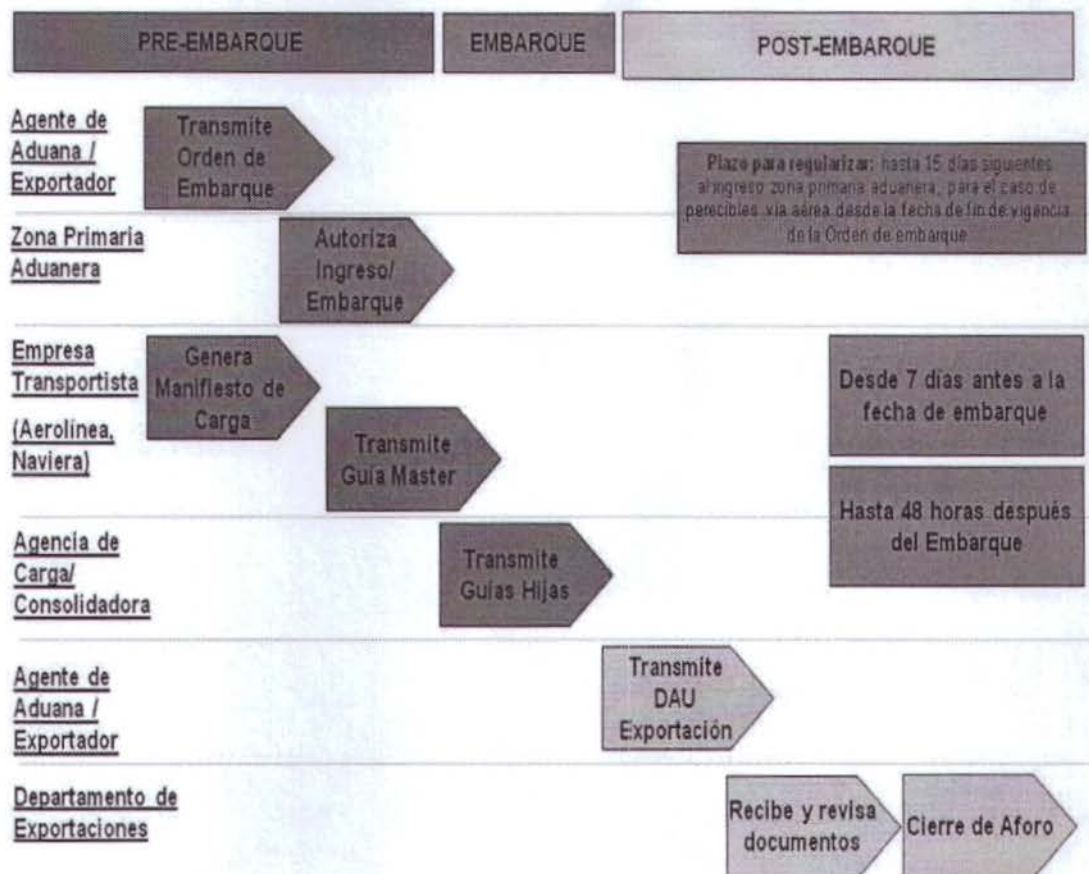 PRE-EMBARQUE
EMBARQUE
POST-EMBARQUE
Agente de
Aduana /
Exportador
Transmite
Orden de
Embarque
Plazo para regularizar: hasta 15 días siguientes
al ingreso zona primaria aduanera, para el caso de
perecibles vía aérea desde la fecha de fin de vigencia
de la Orden de embarque
Zona Primaria
Aduanera
Autoriza
Ingreso/
Embarque
Empresa
Transportista
(Aerolínea,
Naviera)
Genera
Manifiesto de
Carga
Transmite
Guía Master
Desde 7 días antes a la
fecha de embarque
Hasta 48 horas después
del Embarque
Agencia de
Carga/
Consolidadora
Transmite
Guías Hijas
Agente de
Aduana /
Exportador
Transmite
DAU
Exportación
Departamento de
Exportaciones
Recibe y revisa
documentos
Cierre de Aforo